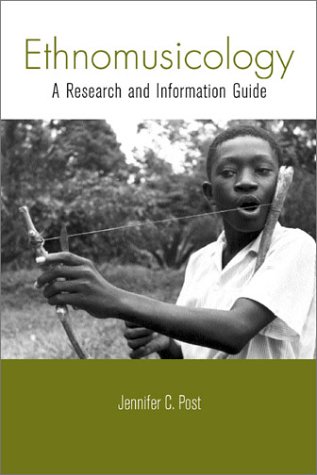 Ethnomusicology
A Research and Information Guide
Jennifer C. Post